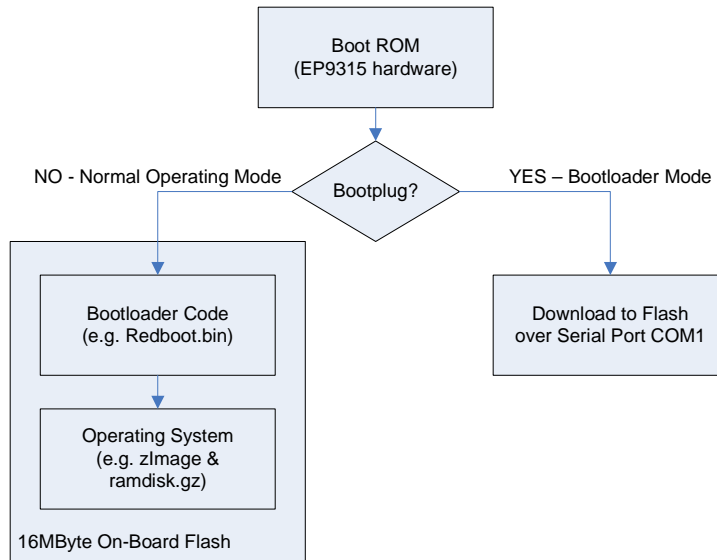 Boot ROM
(EP9315 hardware)
Bootplug?
NO - Normal Operating Mode
YES – Bootloader Mode
Bootloader Code
(e.g. Redboot.bin)
Download to Flash
over Serial Port COM1
Operating System
(e.g. zImage &
ramdisk.gz)
16MByte On-Board Flash